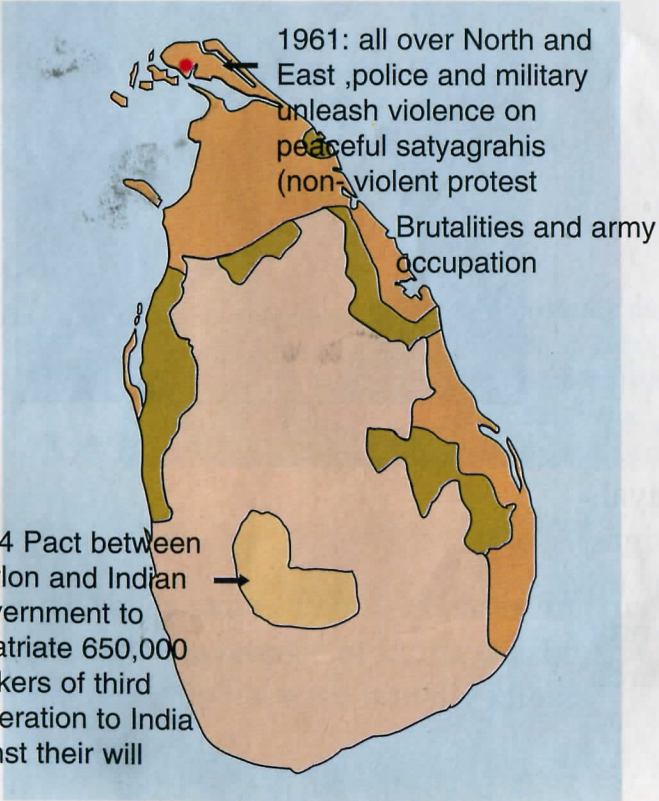 1961: all over North and
East ,police and military
unleash violence on
peaceful satyagrahis
(non- violent protest
Brutalities and army
occupation
4 Pact between
lon and Indian
vernment to
atriate 650,000
kers of third
eration to India
nst their will